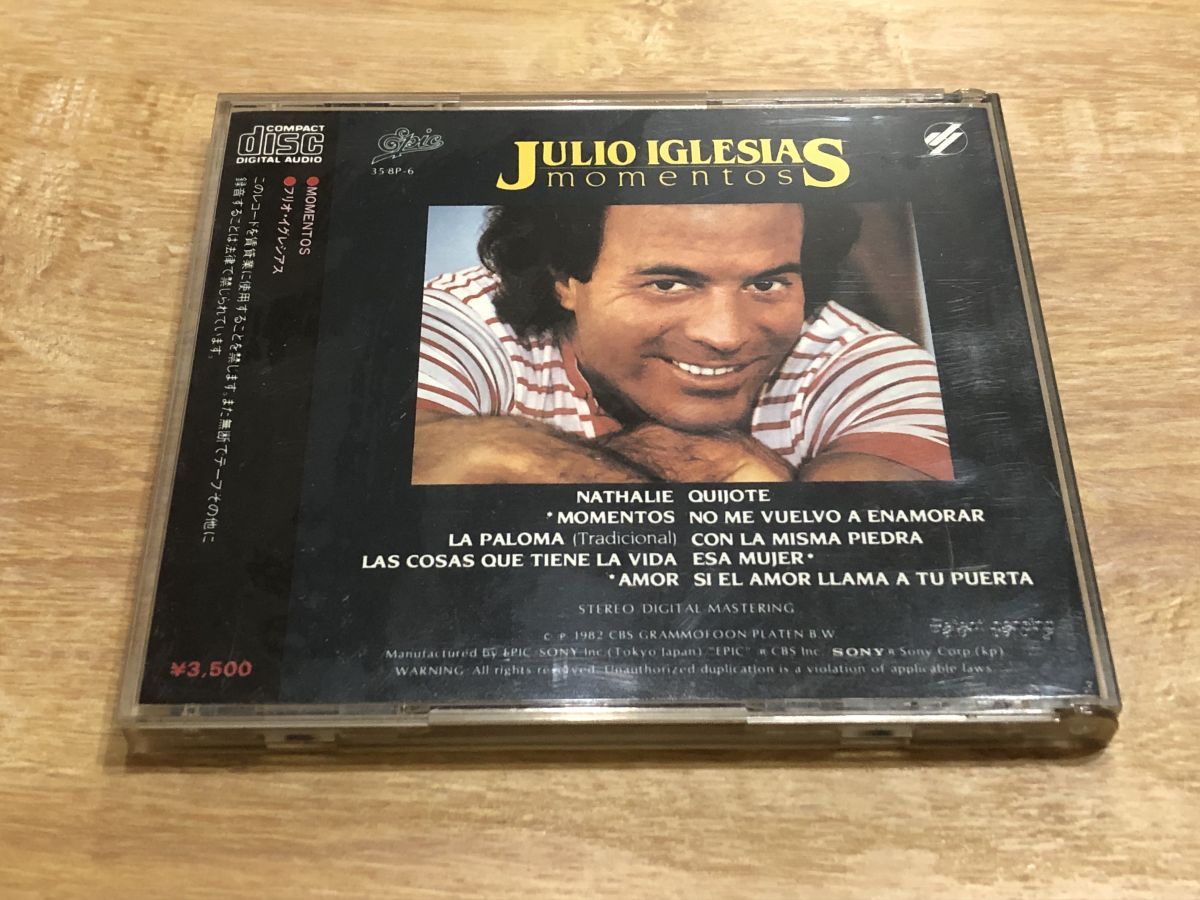 COMPACT
disc
DIGITAL AUDIO
Epic
35·8P-6
JULIO IGLESIAS
momentos
●MOMENTOS
●フリオ・イグレシアス
このレコードを賃貸業に使用することを禁じます。また無断でテープその他に
録音することは法律で禁じられています。
NATHALIE QUIJOTE
*MOMENTOS NO ME VUELVO A ENAMORAR
LA PALOMA (Tradicional) CON LA MISMA PIEDRA
LAS COSAS QUE TIENE LA VIDA ESA MUJER*
*AMOR SI EL AMOR LLAMA A TU PUERTA
STEREO DIGITAL MASTERING
C P 1982 CBS GRAMMOFOON PLATEN B.W
Patent pending
Manufactured by EPIC/SONY Inc. (Tokyo Japan) "EPIC" ® CBS Inc. SONY ® Sony Corp.(kp)
WARNING: All rights reserved. Unauthorized duplication is a violation of applicable laws.
¥3,500